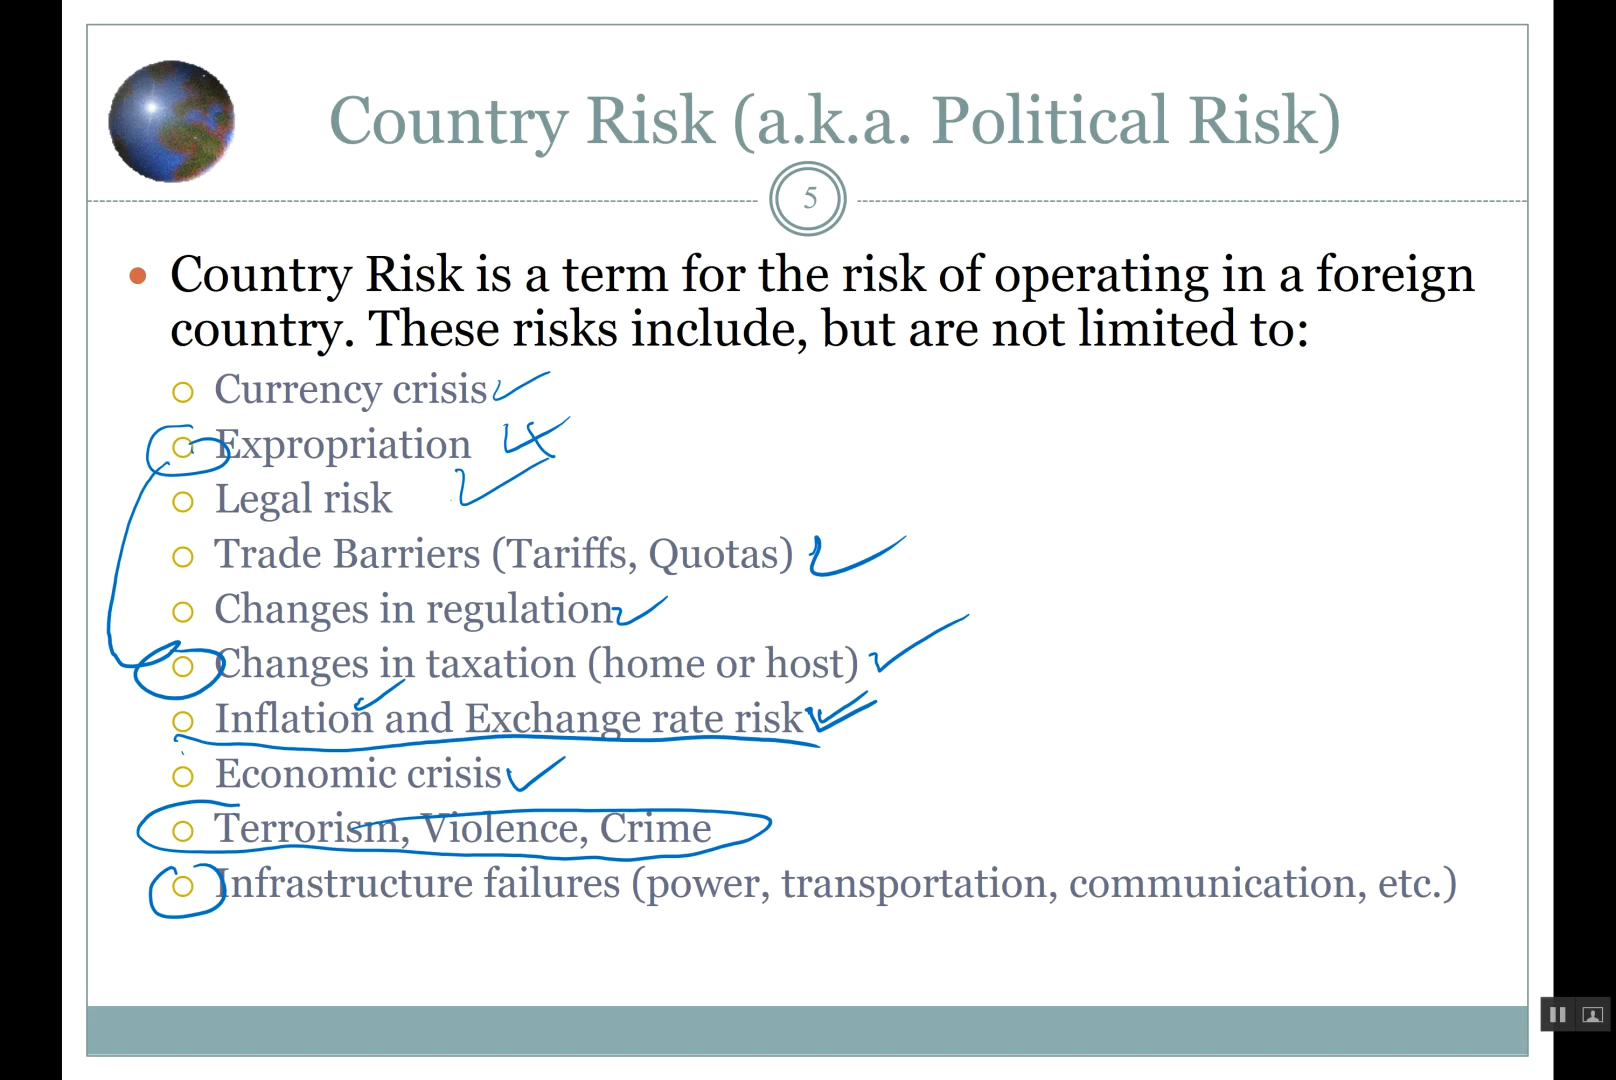 Country Risk (a.k.a. Political Risk)
5
Country Risk is a term for the risk of operating in a foreign
country. These risks include, but are not limited to:
Currency crisis
Expropriation
Legal risk
Trade Barriers (Tariffs, Quotas)
Changes in regulation
Changes in taxation (home or host)
Inflation and Exchange rate risk
Economic crisis
Terrorism, Violence, Crime
Infrastructure failures (power, transportation, communication, etc.)